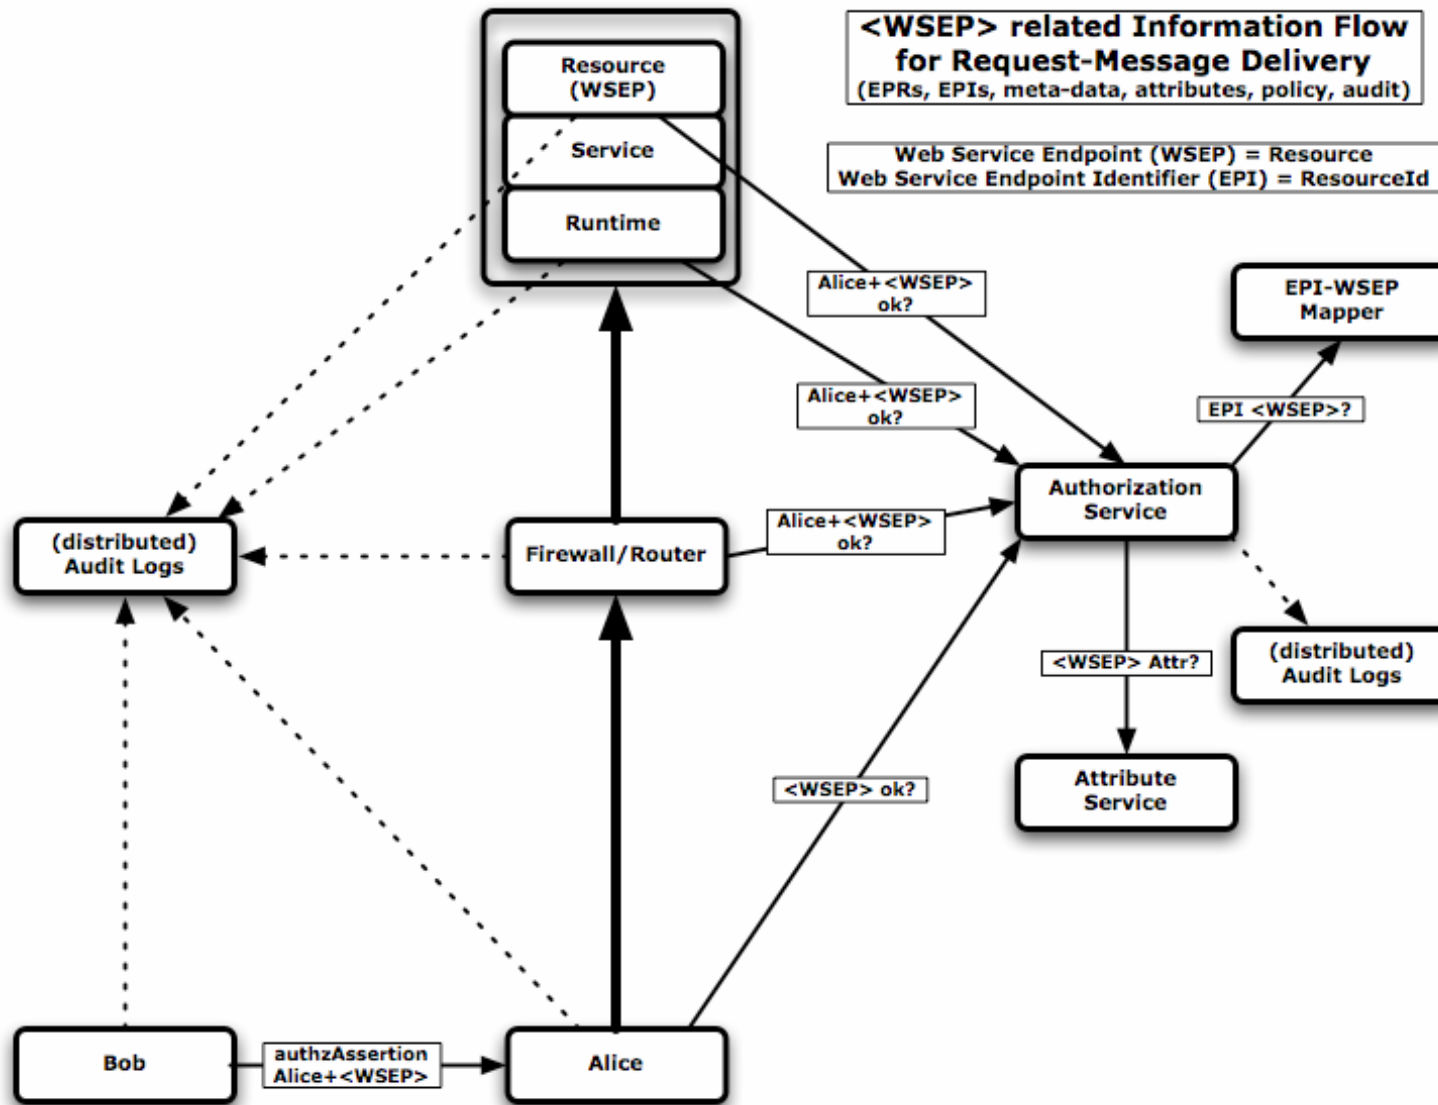 <WSEP> related Information Flow
for Request-Message Delivery
(EPRs, EPIs, meta-data, attributes, policy, audit)
Web Service Endpoint (WSEP) = Resource
Web Service Endpoint Identifier (EPI) = ResourceId
Resource
(WSEP)
Service
Runtime
Alice+<WSEP>
ok?
EPI-WSEP
Mapper
Alice+<WSEP>
ok?
EPI <WSEP>?
Authorization
Service
(distributed)
Audit Logs
Firewall/Router
Alice+<WSEP>
ok?
<WSEP> Attr?
(distributed)
Audit Logs
<WSEP> ok?
Attribute
Service
Bob
authzAssertion
Alice+<WSEP>
Alice